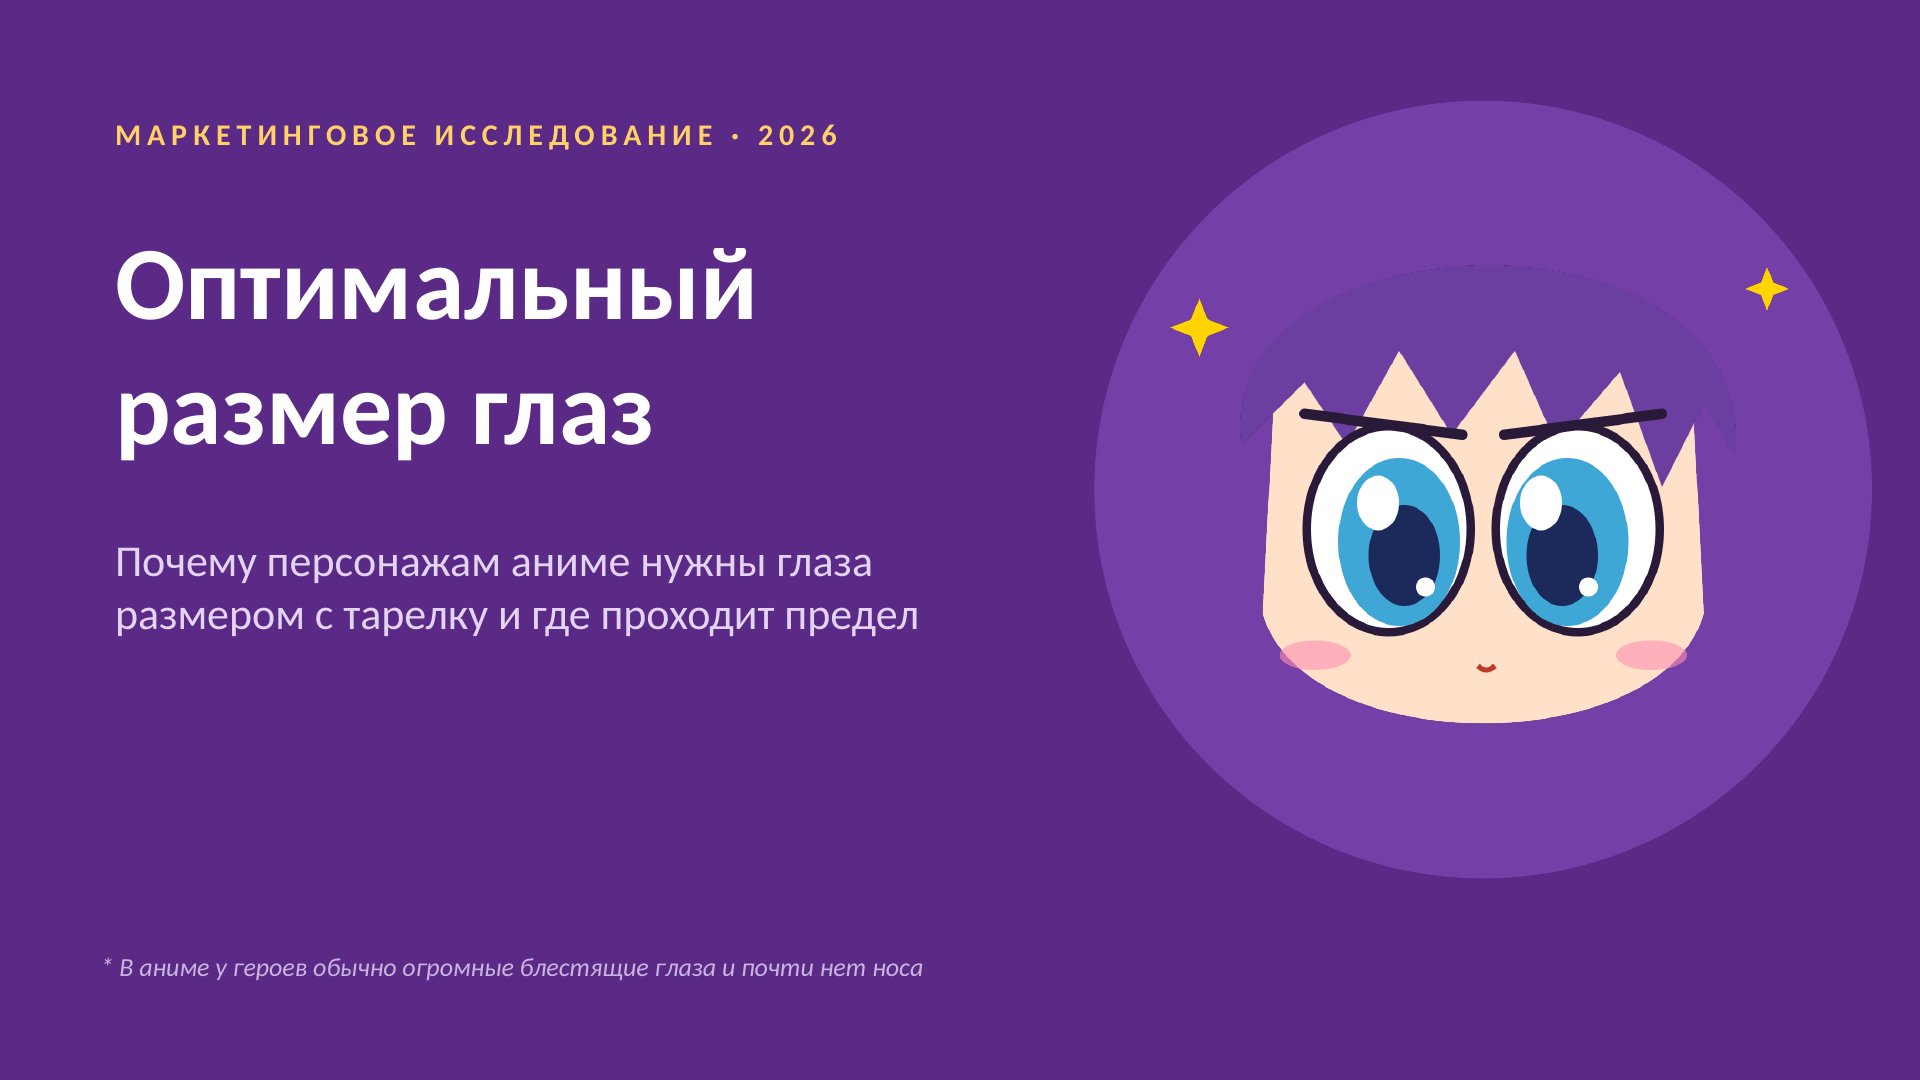 МАРКЕТИНГОВОЕ ИССЛЕДОВАНИЕ · 2026
Оптимальный
размер глаз
Почему персонажам аниме нужны глаза
размером с тарелку и где проходит предел
* В аниме у героев обычно огромные блестящие глаза и почти нет носа